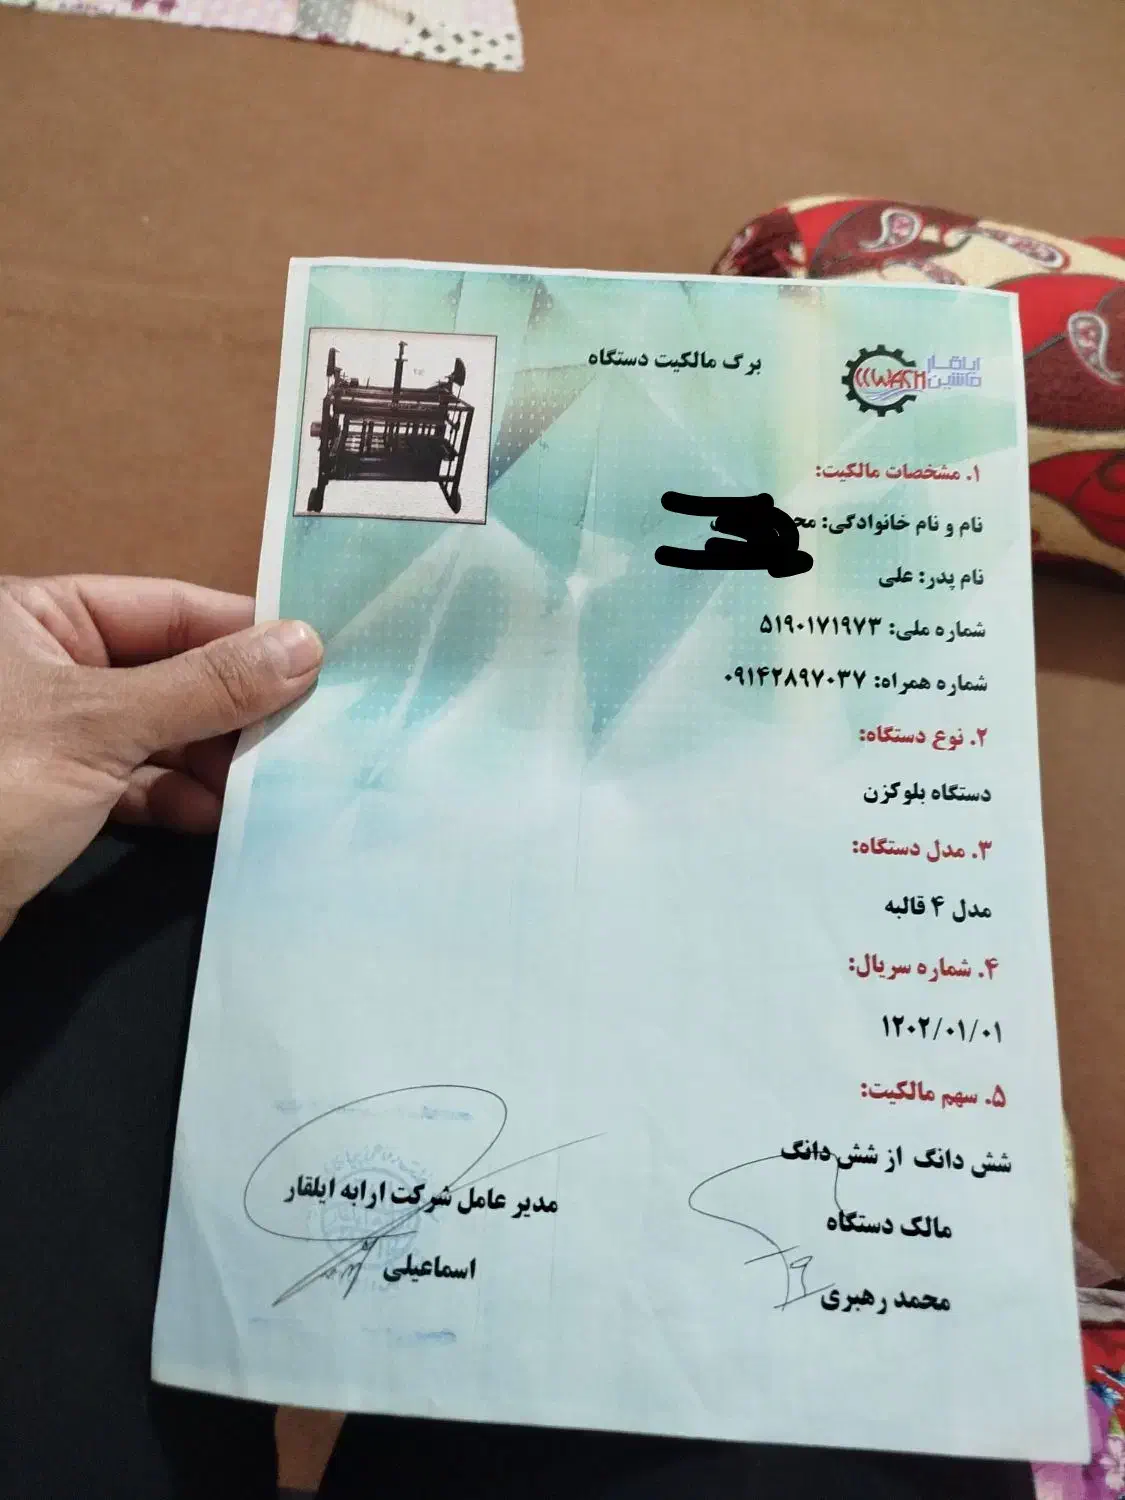 برگ مالکیت دستگاه
ایلقار
ماشین
۱. مشخصات مالکیت:
نام و نام خانوادگی:
نام پدر: علی
شماره ملی: ۵۱۹۰۱۷۱۹۷۳
شماره همراه: ۰۹۱۴۲۸۹۷۰۳۷
۲. نوع دستگاه:
دستگاه بلوکزن
۳. مدل دستگاه:
مدل ۴ قالبه
۴. شماره سریال:
۱۲۰۲/۰۱/۰۱
۵. سهم مالکیت:
شش دانگ از شش دانگ
مالک دستگاه
محمد رهبری
مدیر عامل شرکت ارابه ایلقار
اسماعیلی